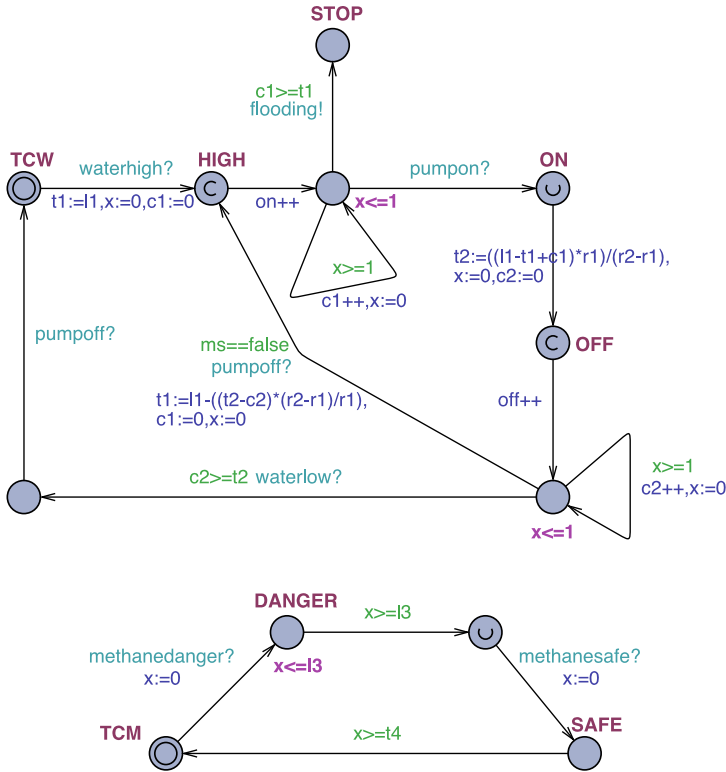 STOP
c1>=t1
flooding!
TCW
waterhigh?
HIGH
pumpon?
ON
C
t1:=l1,x:=0,c1:=0
on++
x<=1
x>=1
c1++,x:=0
t2:=((l1-t1+c1)*r1)/(r2-r1),
x:=0,c2:=0
pumpoff?
ms==false
pumpoff?
C
OFF
t1:=l1-((t2-c2)*(r2-r1)/r1),
c1:=0,x:=0
off++
c2>=t2 waterlow?
x>=1
c2++,x:=0
x<=1
DANGER
x>=l3
methanedanger?
x:=0
x<=l3
methanesafe?
x:=0
TCM
x>=t4
SAFE